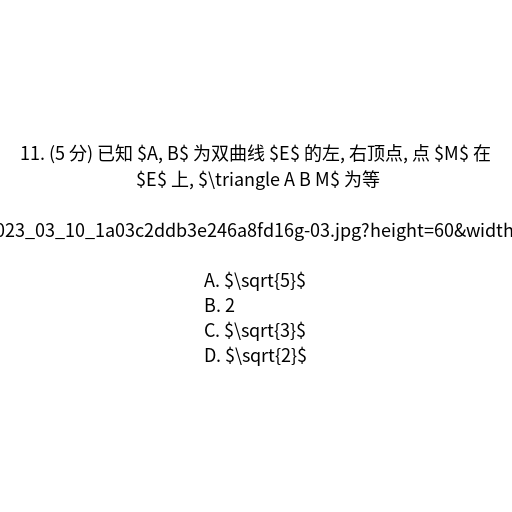 11. (5 分) 已知 $A, B$ 为双曲线 $E$ 的左, 右顶点, 点 $M$ 在
$E$ 上, $\triangle A B M$ 为等
023_03_10_1a03c2ddb3e246a8fd16g-03.jpg?height=60&width
A. $\sqrt{5}$
B. 2
C. $\sqrt{3}$
D. $\sqrt{2}$